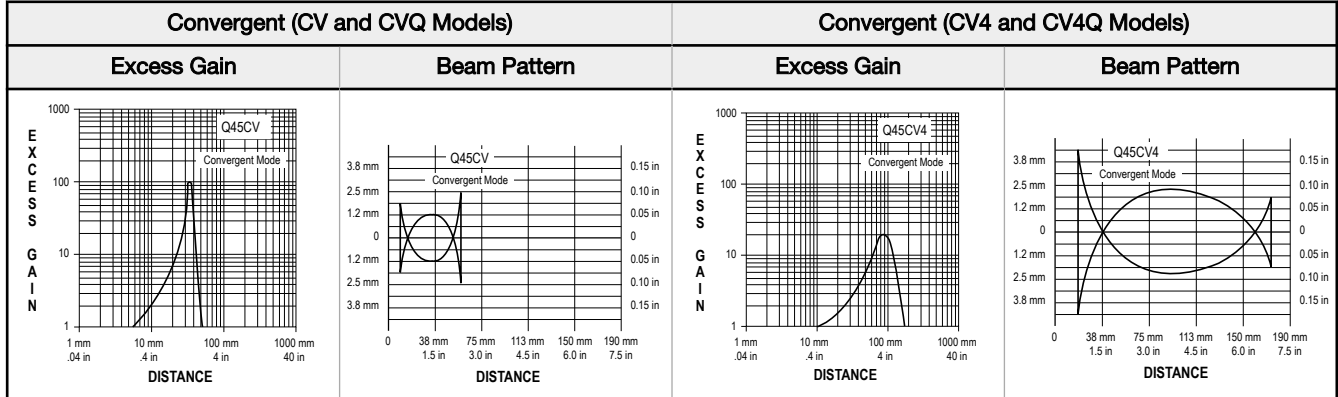 Convergent (CV and CVQ Models)
Convergent (CV4 and CV4Q Models)
Excess Gain
Beam Pattern
Excess Gain
Beam Pattern
EXCESS GAIN
1000
100
10
1
Q45CV
Convergent Mode
1 mm 10 mm 100 mm 1000 mm
.04 in .4 in 4 in 40 in
DISTANCE
3.8 mm
2.5 mm
1.2 mm
0
1.2 mm
2.5 mm
3.8 mm
Q45CV
Convergent Mode
0.15 in
0.10 in
0.05 in
0
0.05 in
0.10 in
0.15 in
0 38 mm 75 mm 113 mm 150 mm 190 mm
1.5 in 3.0 in 4.5 in 6.0 in 7.5 in
DISTANCE
EXCESS GAIN
1000
100
10
1
Q45CV4
Convergent Mode
1 mm 10 mm 100 mm 1000 mm
.04 in .4 in 4 in 40 in
DISTANCE
3.8 mm
2.5 mm
1.2 mm
0
1.2 mm
2.5 mm
3.8 mm
Q45CV4
Convergent Mode
0.15 in
0.10 in
0.05 in
0
0.05 in
0.10 in
0.15 in
0 38 mm 75 mm 113 mm 150 mm 190 mm
1.5 in 3.0 in 4.5 in 6.0 in 7.5 in
DISTANCE